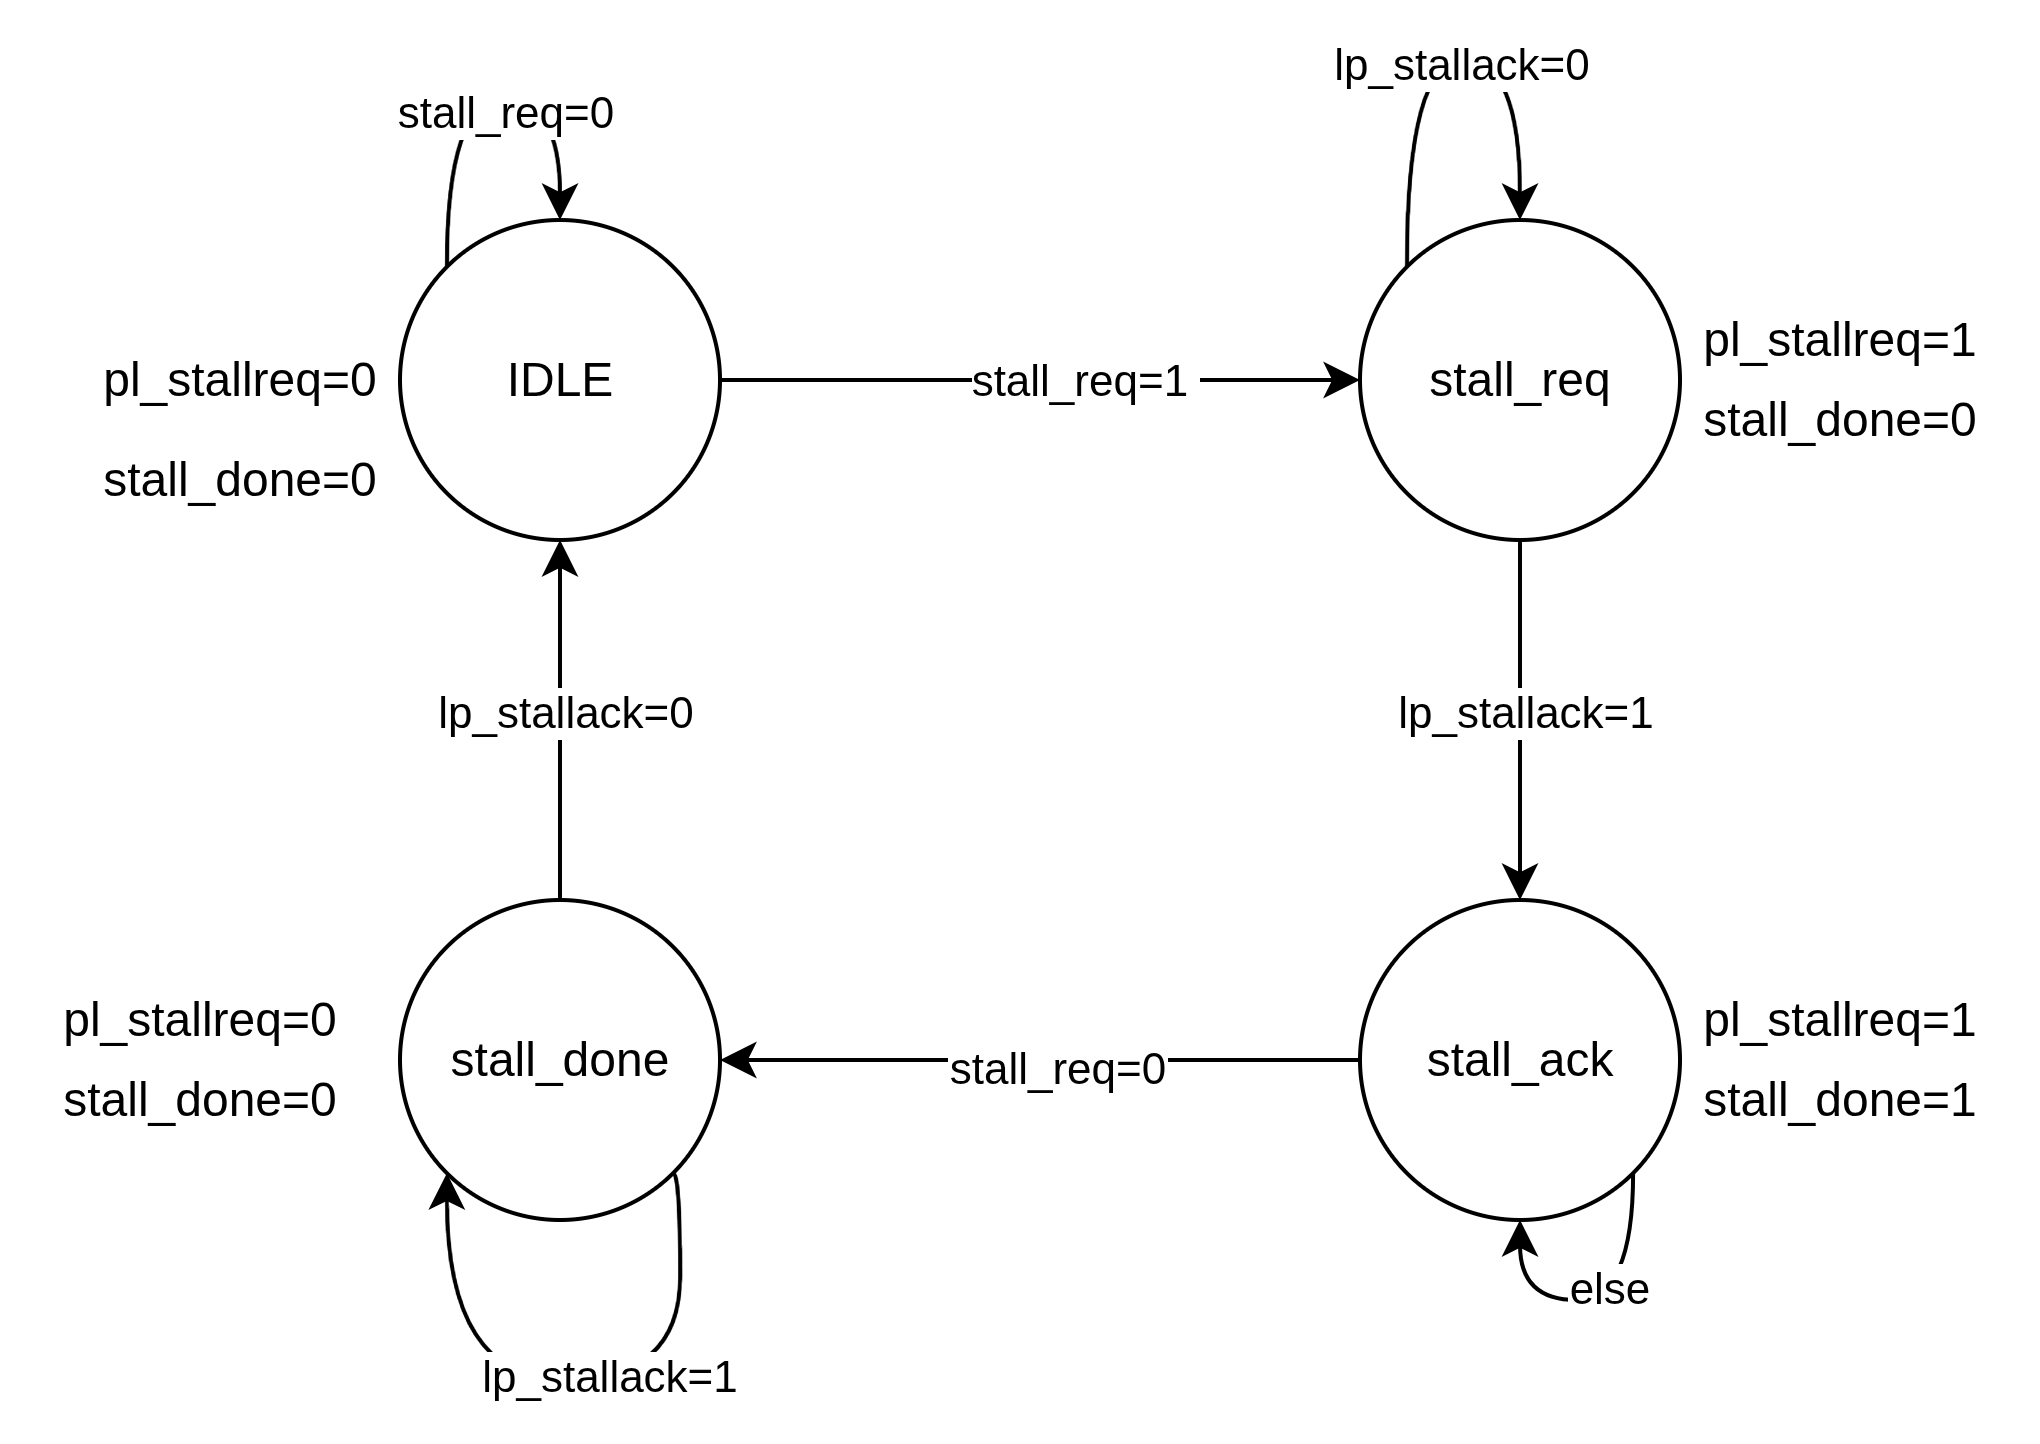 lp_stallack=0
stall_req=0
pl_stallreq=0
stall_done=0
IDLE
stall_req=1
stall_req
pl_stallreq=1
stall_done=0
lp_stallack=0
lp_stallack=1
pl_stallreq=0
stall_done=0
stall_done
stall_req=0
stall_ack
pl_stallreq=1
stall_done=1
else
lp_stallack=1